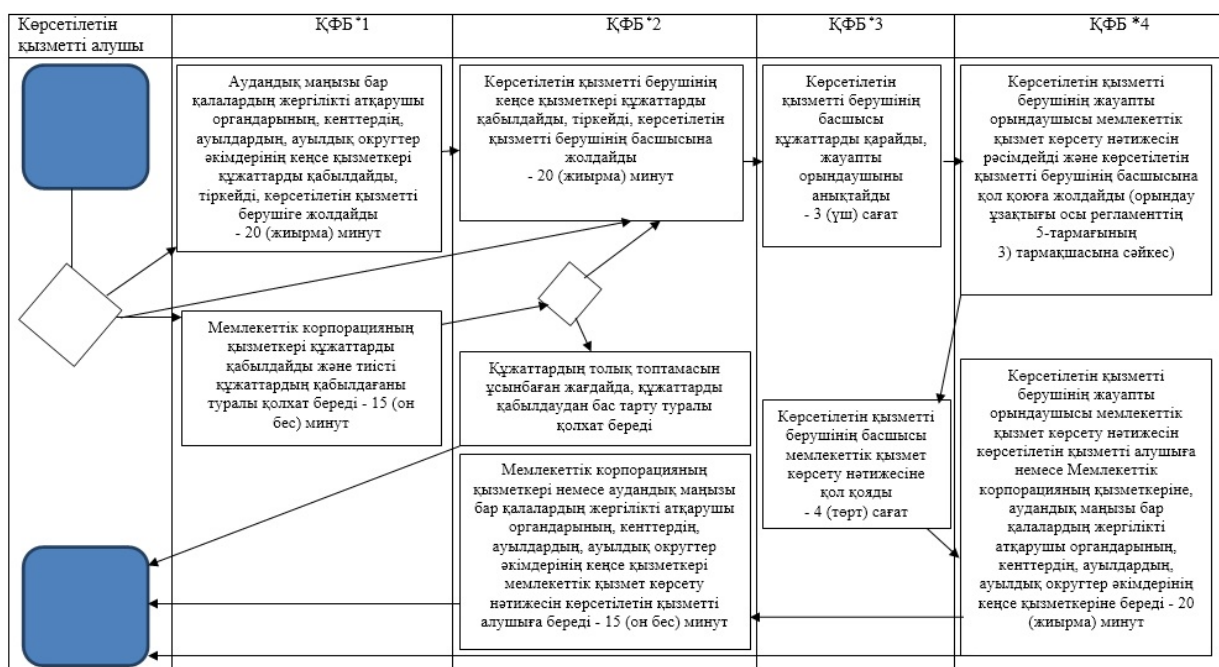 Көрсетілетін
қызметті алушы
ҚФБ*1
ҚФБ*2
ҚФБ*3
ҚФБ *4
Аудандық маңызы бар
қалалардың жергілікті атқарушы
органдарының, кенттердің,
ауылдардың, ауылдық округтер
әкімдерінің кеңсе қызметкері
құжаттарды қабылдайды,
тіркейді, көрсетілетін қызметті
берушіге жолдайды
- 20 (жиырма) минут
Көрсетілетін қызметті берушінің
кеңсе қызметкері құжаттарды
қабылдайды, тіркейді, көрсетілетін
қызметті берушінің басшысына
жолдайды
- 20 (жиырма) минут
Көрсетілетін
қызметті берушінің
басшысы
құжаттарды қарайды,
жауапты
орындаушыны
анықтайды
- 3 (үш) сағат
Көрсетілетін қызметті
берушінің жауапты
орындаушысы мемлекеттік
қызмет көрсету нәтижесін
рәсімдейді және көрсетілетін
қызметті берушінің басшысына
қол қоюға жолдайды (орындау
ұзақтығы осы регламенттің
5-тармағының
3) тармақшасына сәйкес)
Мемлекеттік корпорацияның
қызметкері құжаттарды
қабылдайды және тиісті
құжаттардың қабылдағаны
туралы қолхат береді - 15 (он
бес) минут
Құжаттардың толық топтамасын
ұсынбаған жағдайда, құжаттарды
қабылдаудан бас тарту туралы
қолхат береді
Мемлекеттік корпорацияның
қызметкері немесе аудандық маңызы
бар қалалардың жергілікті атқарушы
органдарының, кенттердің,
ауылдардың, ауылдық округтер
әкімдерінің кеңсе қызметкері
мемлекеттік қызмет көрсету
нәтижесін көрсетілетін қызметті
алушыға береді - 15 (он бес) минут
Көрсетілетін қызметті
берушінің басшысы
мемлекеттік қызмет
көрсету нәтижесіне
қол қояды
- 4 (төрт) сағат
Көрсетілетін қызметті
берушінің жауапты
орындаушысы мемлекеттік
қызмет көрсету нәтижесін
көрсетілетін қызметті алушыға
немесе Мемлекеттік
корпорацияның қызметкеріне,
аудандық маңызы бар
қалалардың жергілікті
атқарушы органдарының,
кенттердің, ауылдардың,
ауылдық округтер әкімдерінің
кеңсе қызметкеріне береді - 20
(жиырма) минут